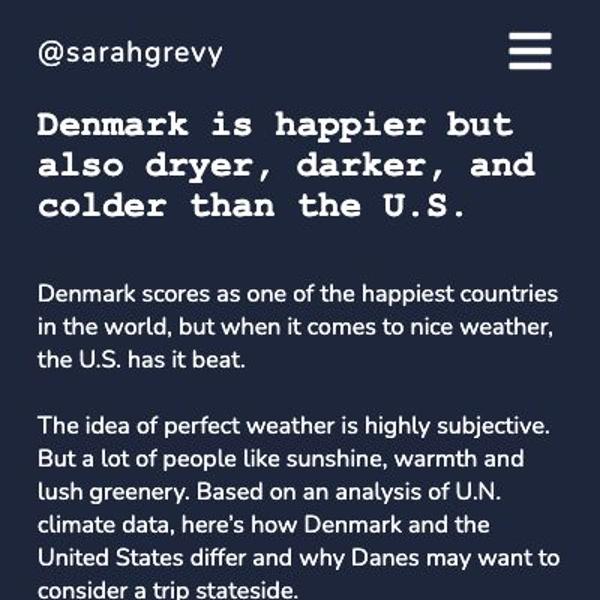 @sarahgrevy
Denmark is happier but
also dryer, darker, and
colder than the U.S.
Denmark scores as one of the happiest countries
in the world, but when it comes to nice weather,
the U.S. has it beat.
The idea of perfect weather is highly subjective.
But a lot of people like sunshine, warmth and
lush greenery. Based on an analysis of U.N.
climate data, here's how Denmark and the
United States differ and why Danes may want to
consider a trip stateside.